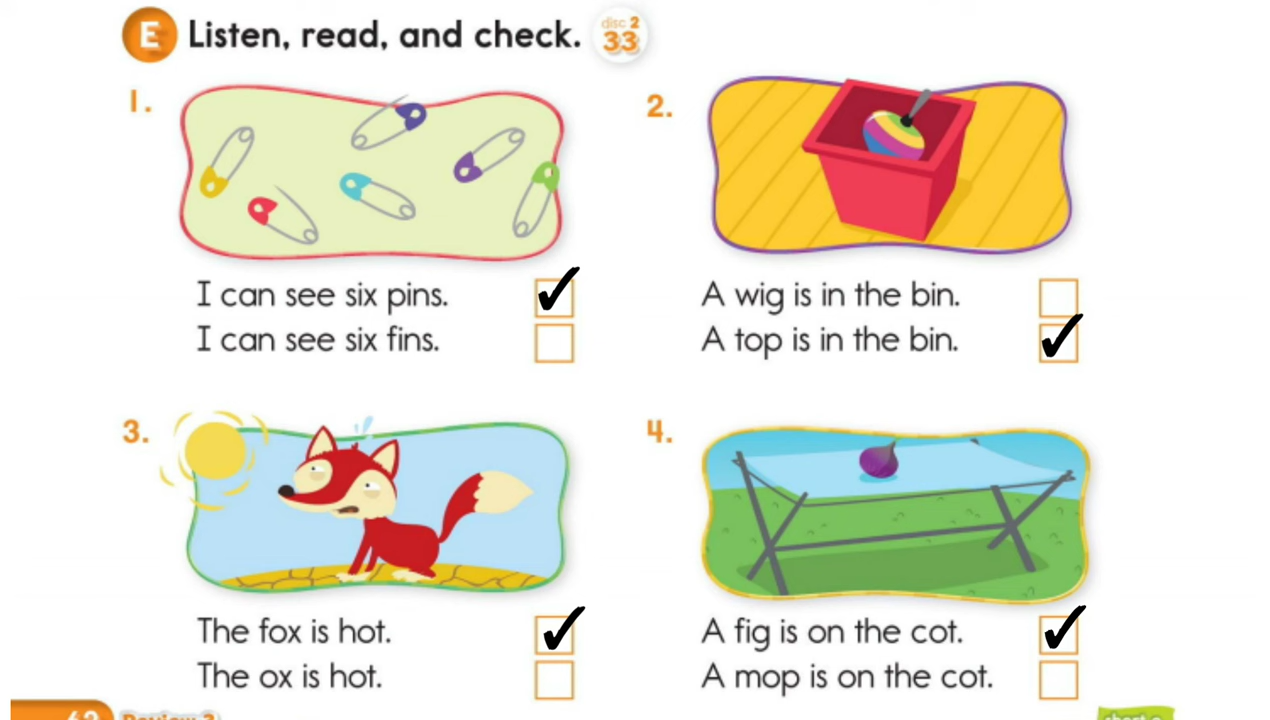 E Listen, read, and check. disc 2 33
1.
I can see six pins.
I can see six fins.
2.
A wig is in the bin.
A top is in the bin.
3.
The fox is hot.
The ox is hot.
4.
A fig is on the cot.
A mop is on the cot.
Review 3